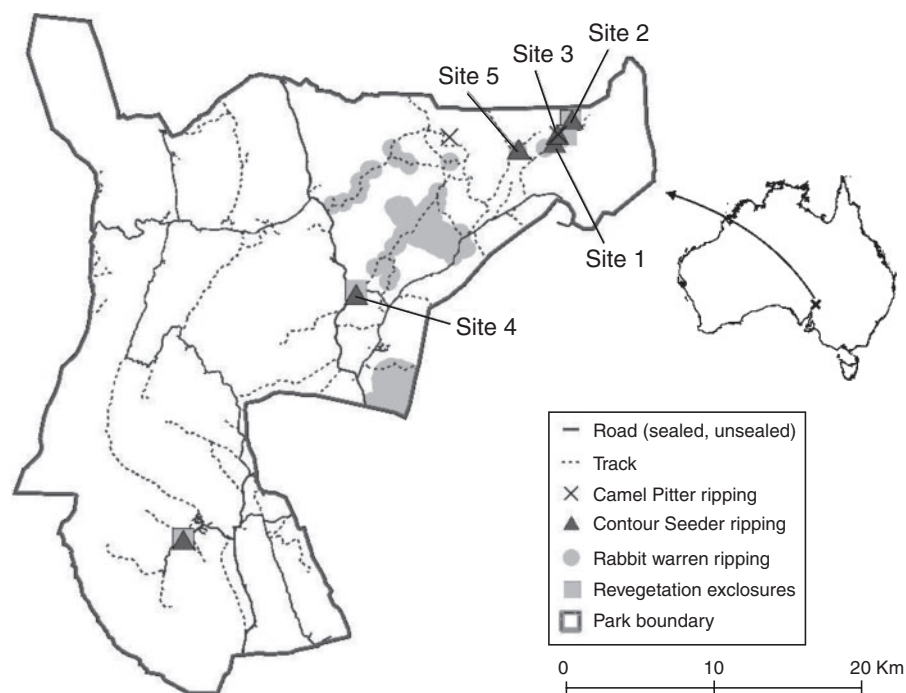 Site 2
Site 3
Site 5
Site 1
Site 4
Road (sealed, unsealed)
Track
Camel Pitter ripping
Contour Seeder ripping
Rabbit warren ripping
Revegetation exclosures
Park boundary
0 10 20 Km